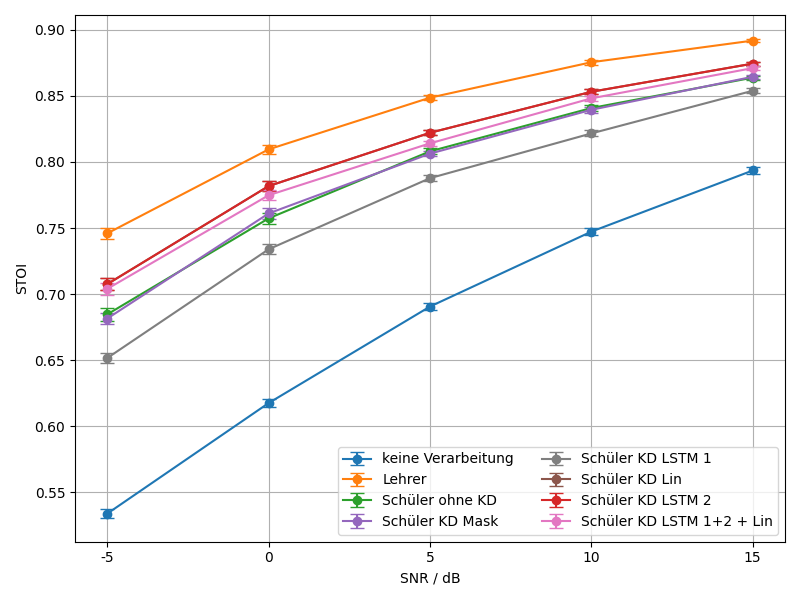 0.90
0.85
0.80
0.75
0.70
0.65
0.60
0.55
STOI
-5
0
5
10
15
SNR / dB
keine Verarbeitung
Lehrer
Schüler ohne KD
Schüler KD Mask
Schüler KD LSTM 1
Schüler KD Lin
Schüler KD LSTM 2
Schüler KD LSTM 1+2 + Lin